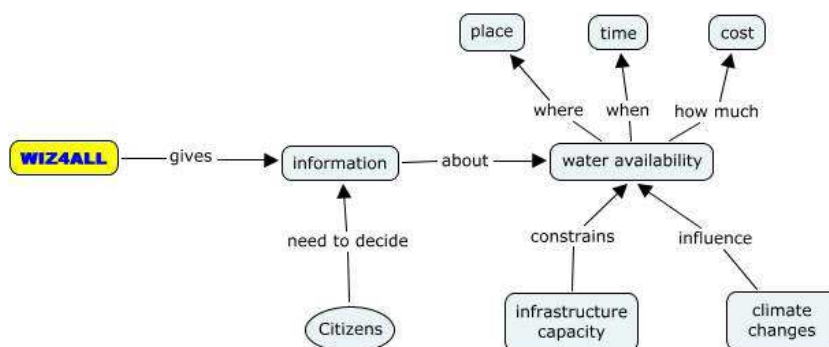 place
time
cost
where
when
how much
WIZ4ALL
gives
information
about
water availability
need to decide
constrains
influence
Citizens
infrastructure
capacity
climate
changes